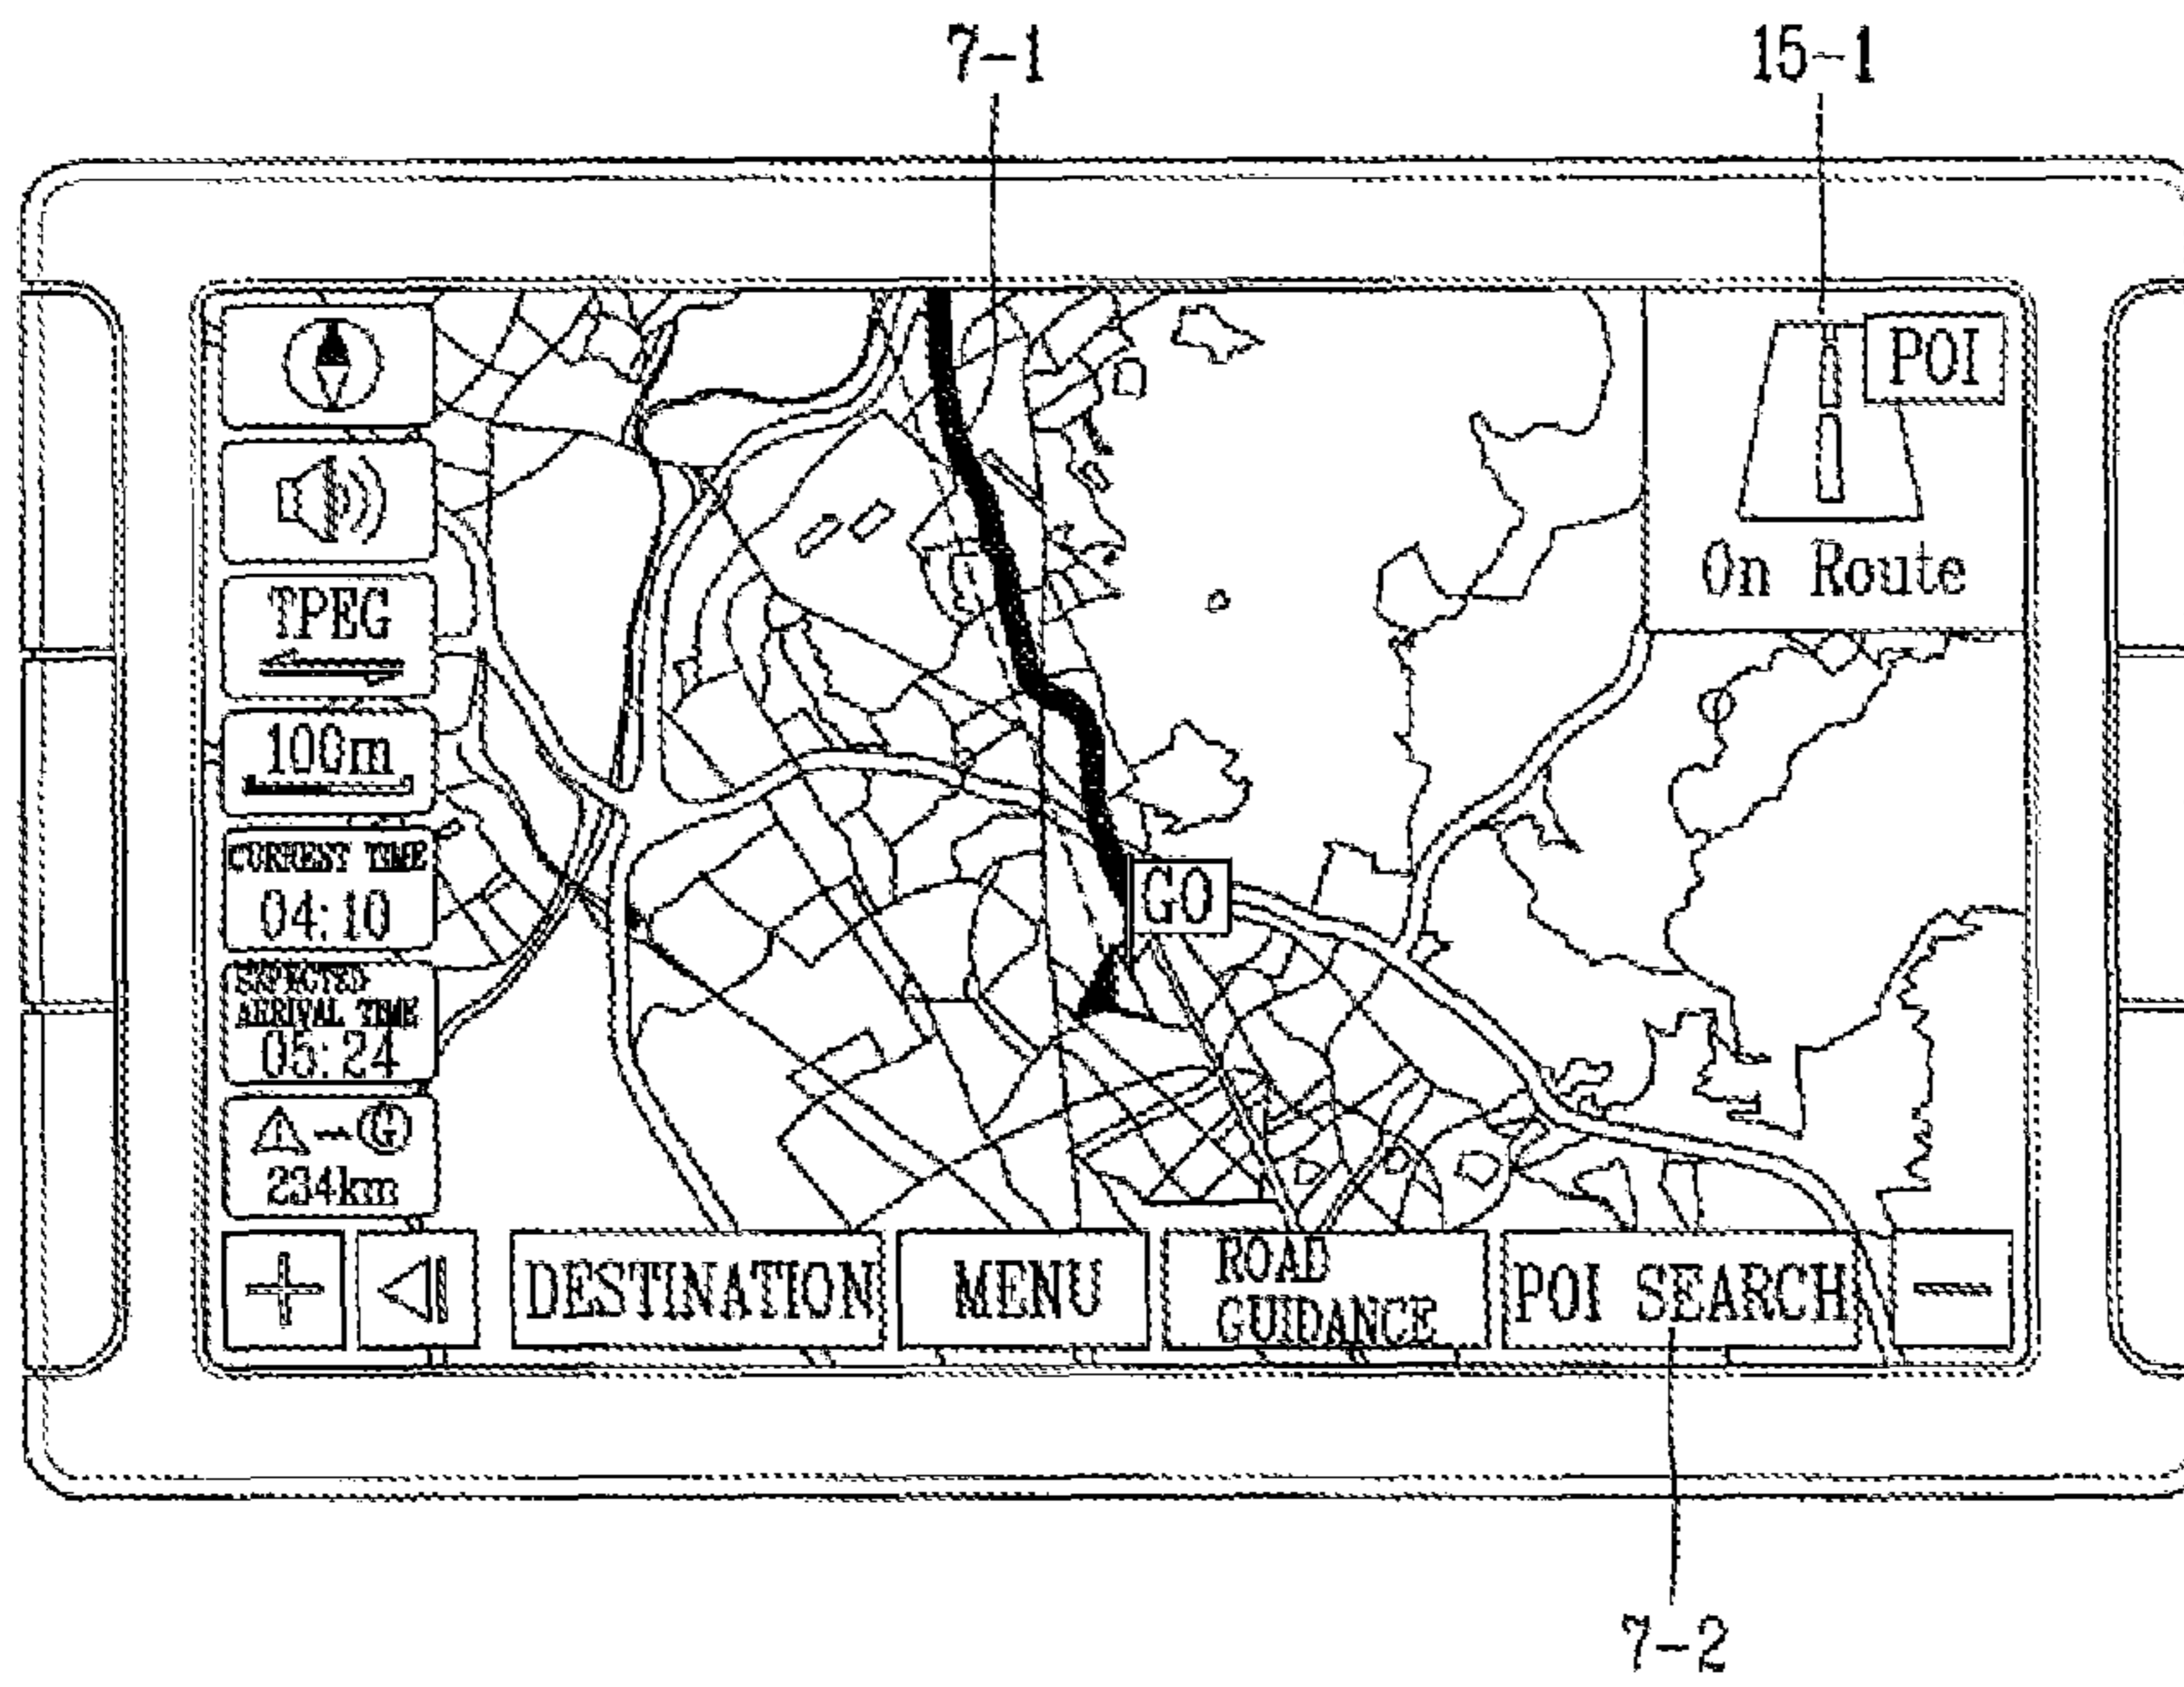 7-1
15-1
POI
On Route
TPEG
100m
CURRENT TIME
04:10
EXPECTED
ARRIVAL TIME
05:24
GO
G
234km
DESTINATION
MENU
ROAD
GUIDANCE
POI SEARCH
7-2